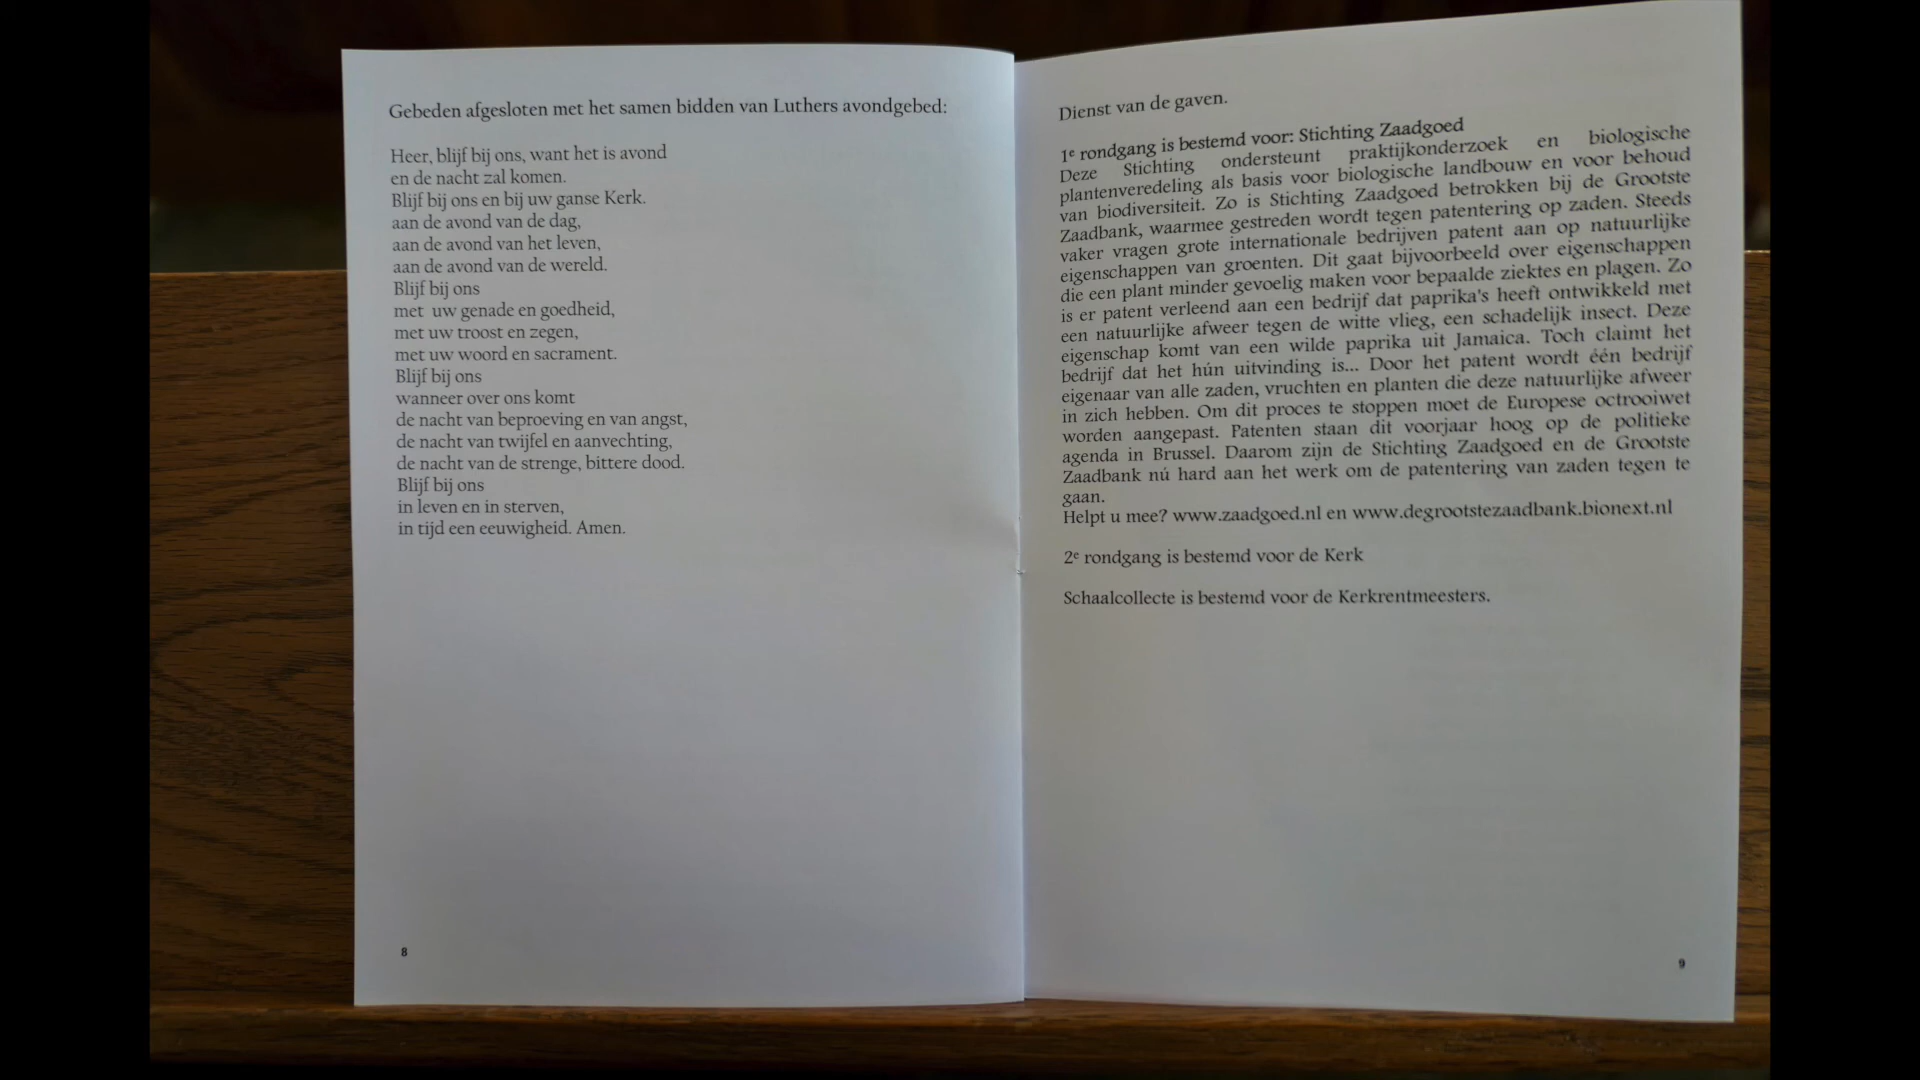 Gebeden afgesloten met het samen bidden van Luthers avondgebed:
Heer, blijf bij ons, want het is avond
en de nacht zal komen.
Blijf bij ons en bij uw ganse Kerk.
aan de avond van de dag,
aan de avond van het leven,
aan de avond van de wereld.
Blijf bij ons
met uw genade en goedheid,
met uw troost en zegen,
met uw woord en sacrament.
Blijf bij ons
wanneer over ons komt
de nacht van beproeving en van angst,
de nacht van twijfel en aanvechting,
de nacht van de strenge, bittere dood.
Blijf bij ons
in leven en in sterven,
in tijd een eeuwigheid. Amen.
8
Dienst van de gaven.
1e rondgang is bestemd voor: Stichting Zaadgoed
Deze Stichting ondersteunt praktijkonderzoek en biologische
plantenveredeling als basis voor biologische landbouw en voor behoud
van biodiversiteit. Zo is Stichting Zaadgoed betrokken bij de Grootste
Zaadbank, waarmee gestreden wordt tegen patentering op zaden. Steeds
vaker vragen grote internationale bedrijven patent aan op natuurlijke
eigenschappen van groenten. Dit gaat bijvoorbeeld over eigenschappen
die een plant minder gevoelig maken voor bepaalde ziektes en plagen. Zo
is er patent verleend aan een bedrijf dat paprika's heeft ontwikkeld met
een natuurlijke afweer tegen de witte vlieg, een schadelijk insect. Deze
eigenschap komt van een wilde paprika uit Jamaica. Toch claimt het
bedrijf dat het hún uitvinding is... Door het patent wordt één bedrijf
eigenaar van alle zaden, vruchten en planten die deze natuurlijke afweer
in zich hebben. Om dit proces te stoppen moet de Europese octrooiwet
worden aangepast. Patenten staan dit voorjaar hoog op de politieke
agenda in Brussel. Daarom zijn de Stichting Zaadgoed en de Grootste
Zaadbank nú hard aan het werk om de patentering van zaden tegen te
gaan.
Helpt u mee? www.zaadgoed.nl en www.degrootstezaadbank.bionext.nl
2e rondgang is bestemd voor de Kerk
Schaalcollecte is bestemd voor de Kerkrentmeesters.
9